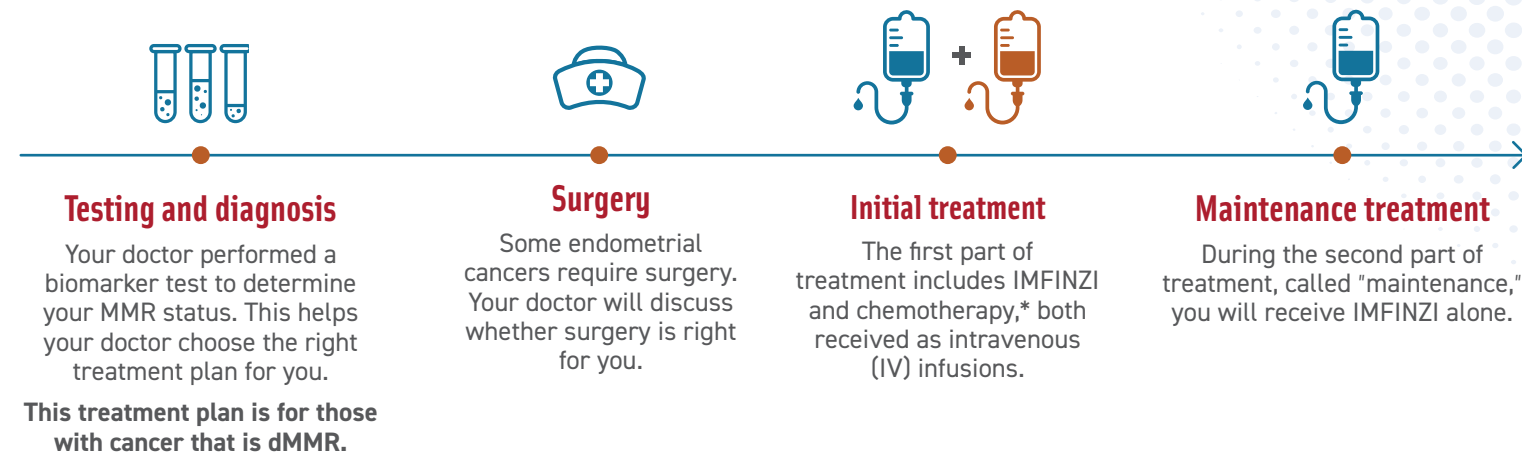 Testing and diagnosis
Your doctor performed a
biomarker test to determine
your MMR status. This helps
your doctor choose the right
treatment plan for you.
This treatment plan is for those
with cancer that is dMMR.
Surgery
Some endometrial
cancers require surgery.
Your doctor will discuss
whether surgery is right
for you.
Initial treatment
The first part of
treatment includes IMFINZI
and chemotherapy,* both
received as intravenous
(IV) infusions.
Maintenance treatment
During the second part of
treatment, called "maintenance,"
you will receive IMFINZI alone.